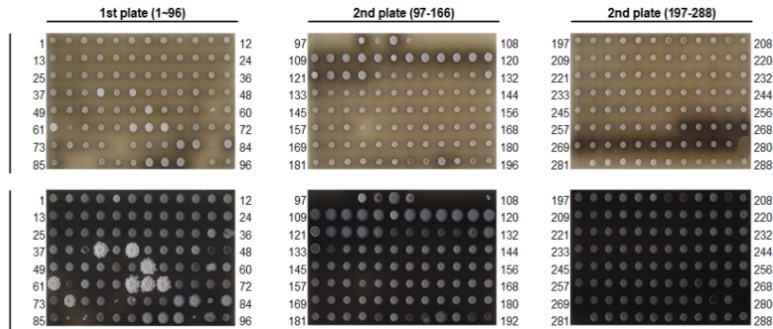 1st plate (1~96) 2nd plate (97-166) 2nd plate (197-288)
1 12 97 108 197 208
13 24 109 120 209 220
25 36 121 132 221 232
37 48 133 144 233 244
49 60 145 156 245 256
61 72 157 168 257 268
73 84 169 180 269 280
85 96 181 196 281 288
1 12 97 108 197 208
13 24 109 120 209 220
25 36 121 132 221 232
37 48 133 144 233 244
49 60 145 156 245 256
61 72 157 168 257 268
73 84 169 180 269 280
85 96 181 192 281 288